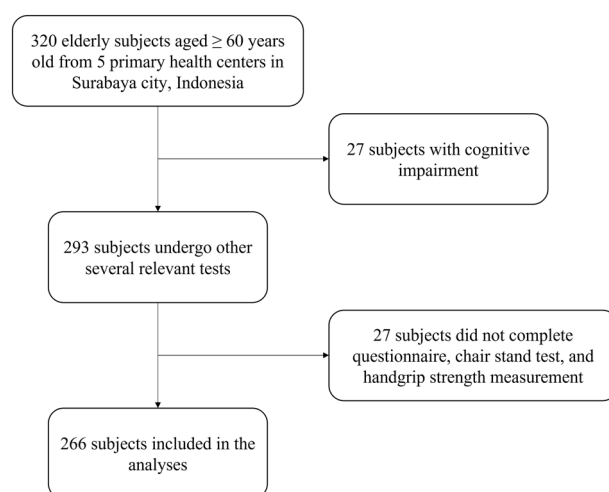 320 elderly subjects aged ≥ 60 years
old from 5 primary health centers in
Surabaya city, Indonesia
27 subjects with cognitive
impairment
293 subjects undergo other
several relevant tests
27 subjects did not complete
questionnaire, chair stand test, and
handgrip strength measurement
266 subjects included in the
analyses